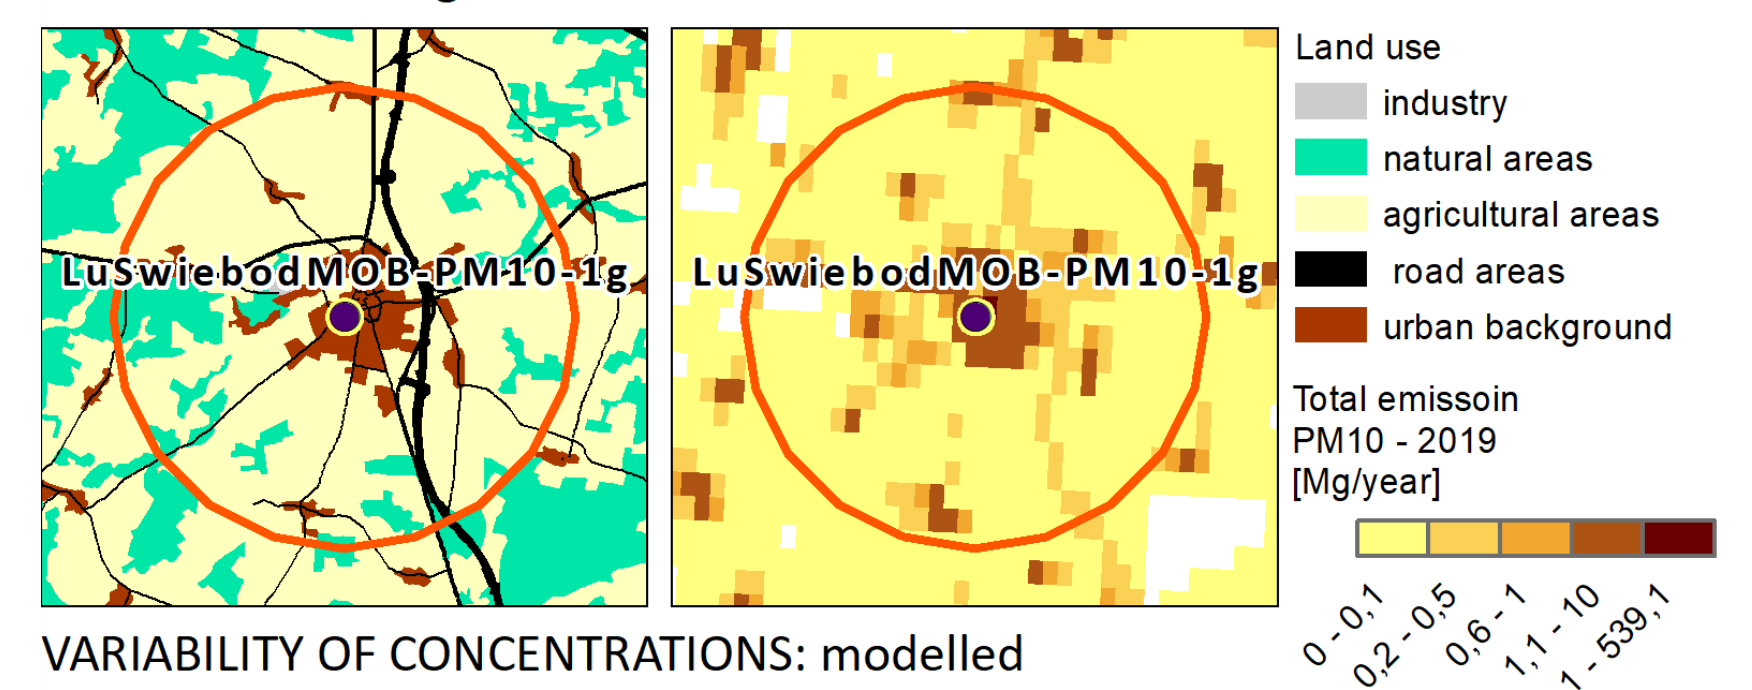 g
LuSwiebodMOB-PM10-1g
LuSwiebodMOB-PM10-1g
Land use
industry
natural areas
agricultural areas
road areas
urban background
Total emissoin
PM10 - 2019
[Mg/year]
0 - 0,1
0,2 - 0,5
0,6 - 1
1,1 - 10
1 - 539,1
VARIABILITY OF CONCENTRATIONS: modelled